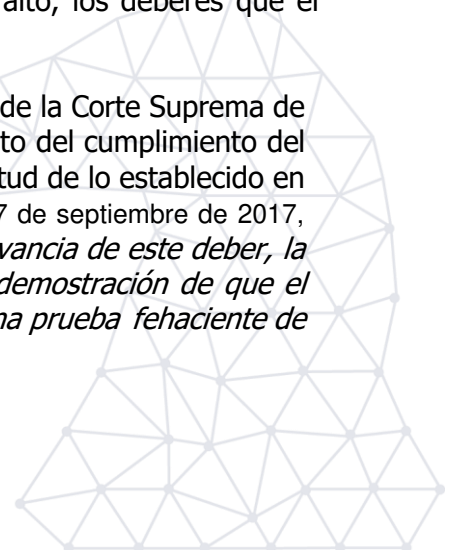 alto, los deberes que el
de la Corte Suprema de
to del cumplimiento del
tud de lo establecido en
7 de septiembre de 2017,
vancia de este deber, la
demostración de que el
na prueba fehaciente de